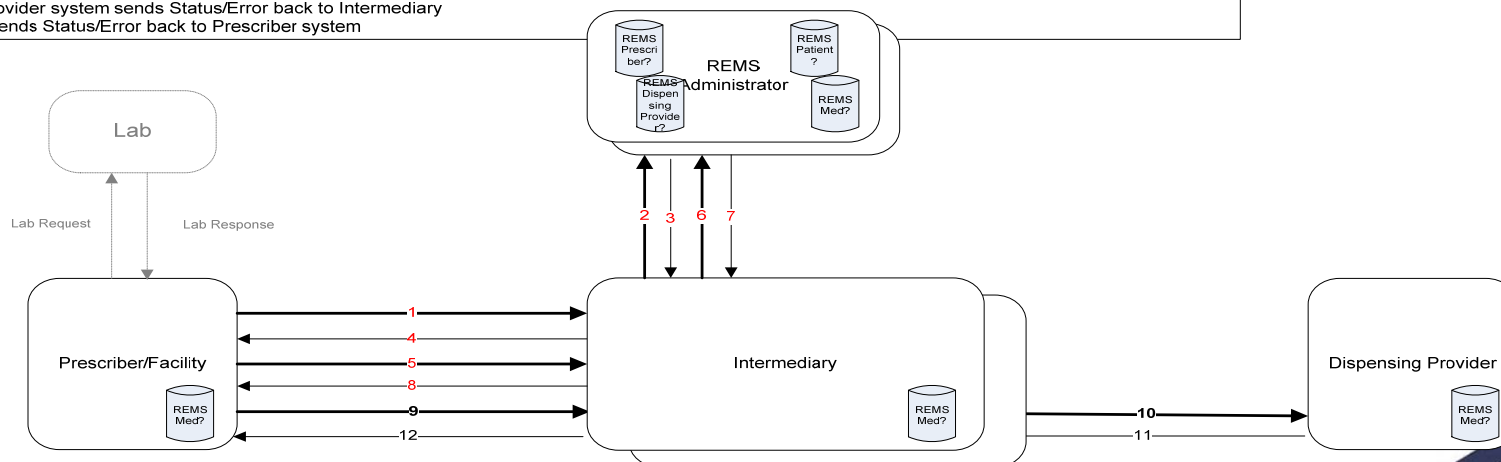 ovider system sends Status/Error back to Intermediary
ends Status/Error back to Prescriber system
REMS
Prescri
ber?
REMS
Patient
?
REMS
Administrator
REMS
Dispen
sing
Provide
r?
REMS
Med?
Lab
Lab Request
Lab Response
2
3
6
7
1
4
5
8
9
12
Prescriber/Facility
REMS
Med?
Intermediary
REMS
Med?
10
11
Dispensing Provider
REMS
Med?